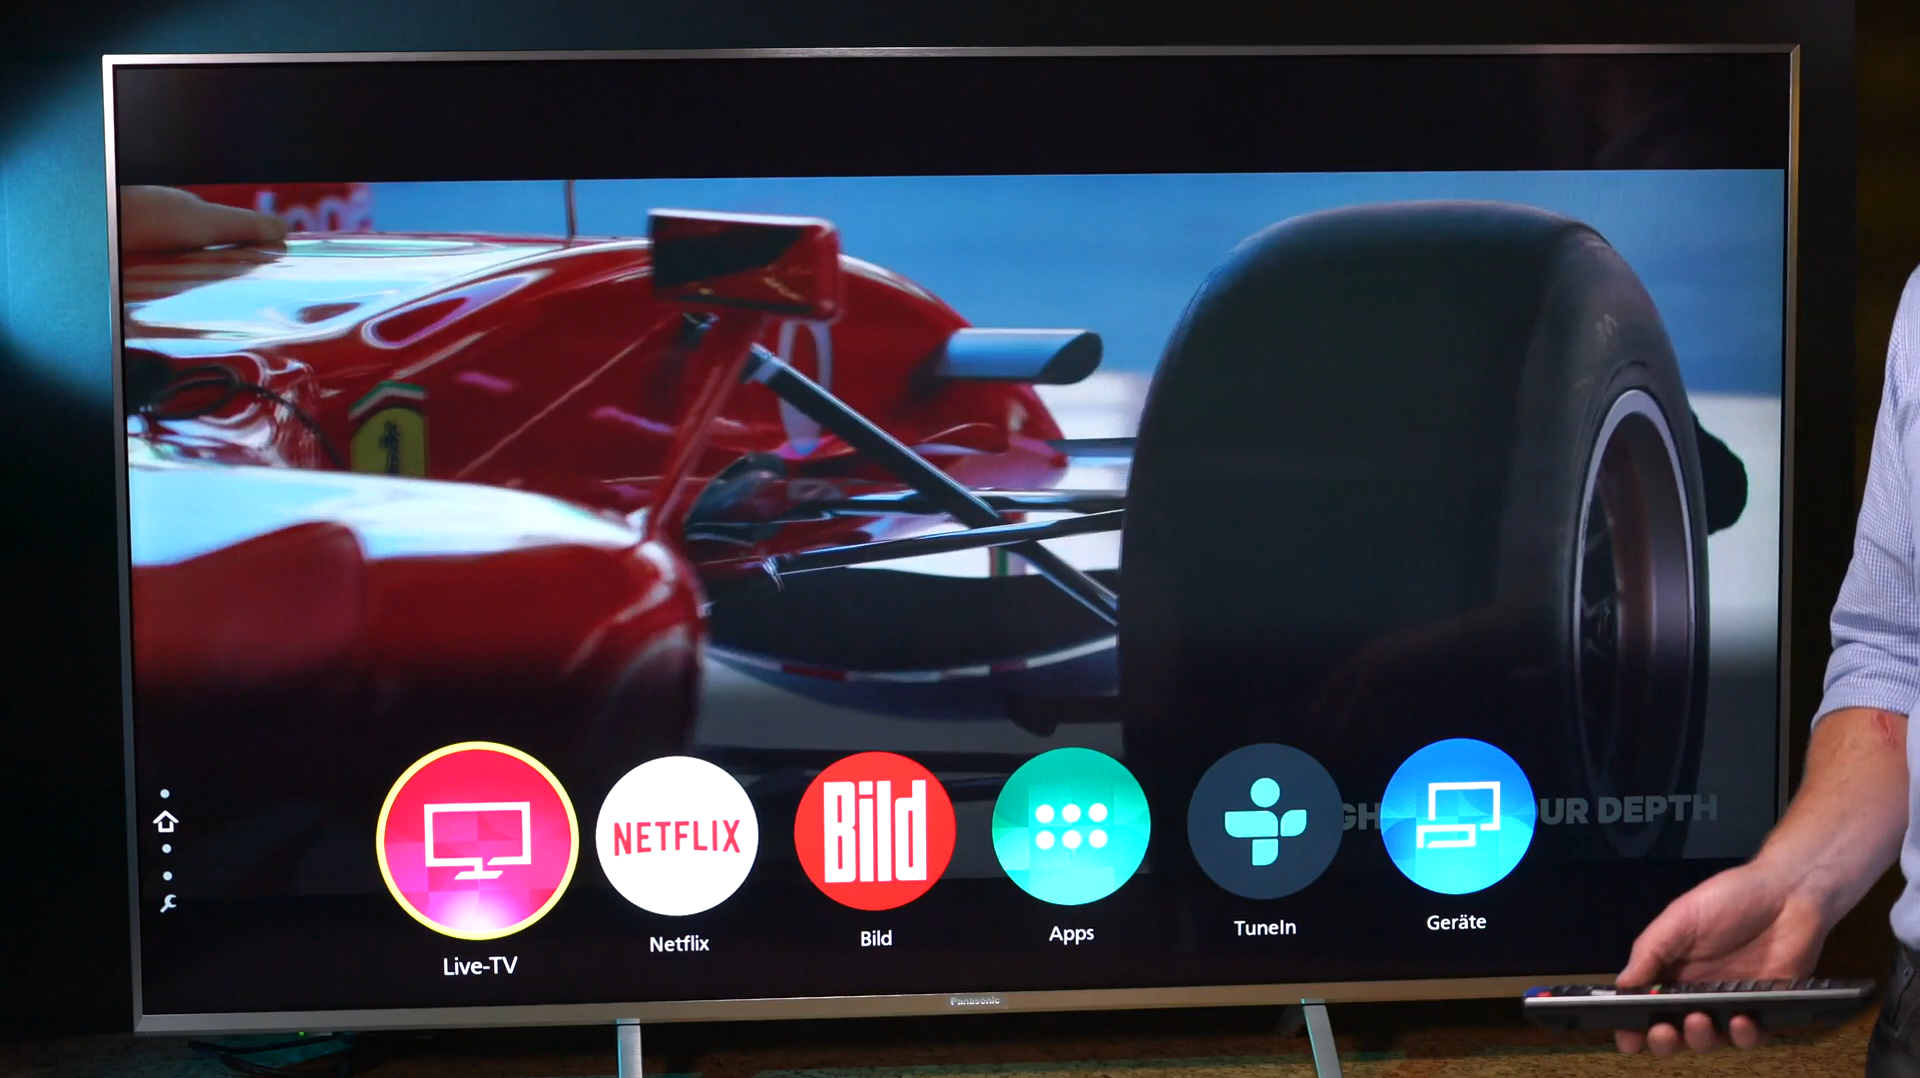 NETFLIX
Bild
UR DEPTH
Live-TV
Netflix
Bild
Apps
TuneIn
Geräte
Panasonic